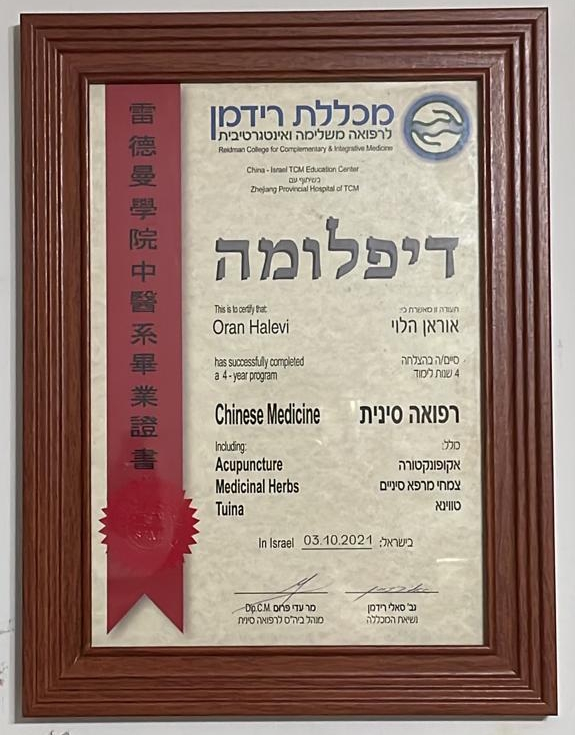 雷德曼學院中醫系畢業證書
מכללת רידמן
לרפואה משלימה ואינטגרטיבית
Reidman College for Complementary & Integrative Medicine
China - Israel TCM Education Center
בשיתוף עם
Zhejiang Provincial Hospital of TCM
דיפלומה
This is to certify that: תעודה זו מאשרת כי:
Oran Halevi אוראן הלוי
has successfully completed סיים/ה בהצלחה
a 4 - year program 4 שנות לימוד
Chinese Medicine רפואה סינית
Including: כולל:
Acupuncture אקופונקטורה
Medicinal Herbs צמחי מרפא סיניים
Tuina טווינא
In Israel 03.10.2021 בישראל:
מר עדי פרום Dip.C.M גב' סאלי רידמן
מנהל ביה"ס לרפואה סינית נשיאת המכללה